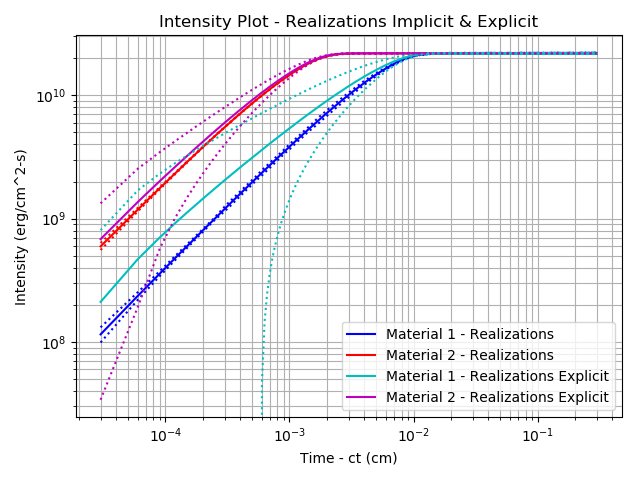 Intensity Plot - Realizations Implicit & Explicit
Intensity (erg/cm^2-s)
10^10
10^9
10^8
Material 1 - Realizations
Material 2 - Realizations
Material 1 - Realizations Explicit
Material 2 - Realizations Explicit
10^−4 10^−3 10^−2 10^−1
Time - ct (cm)